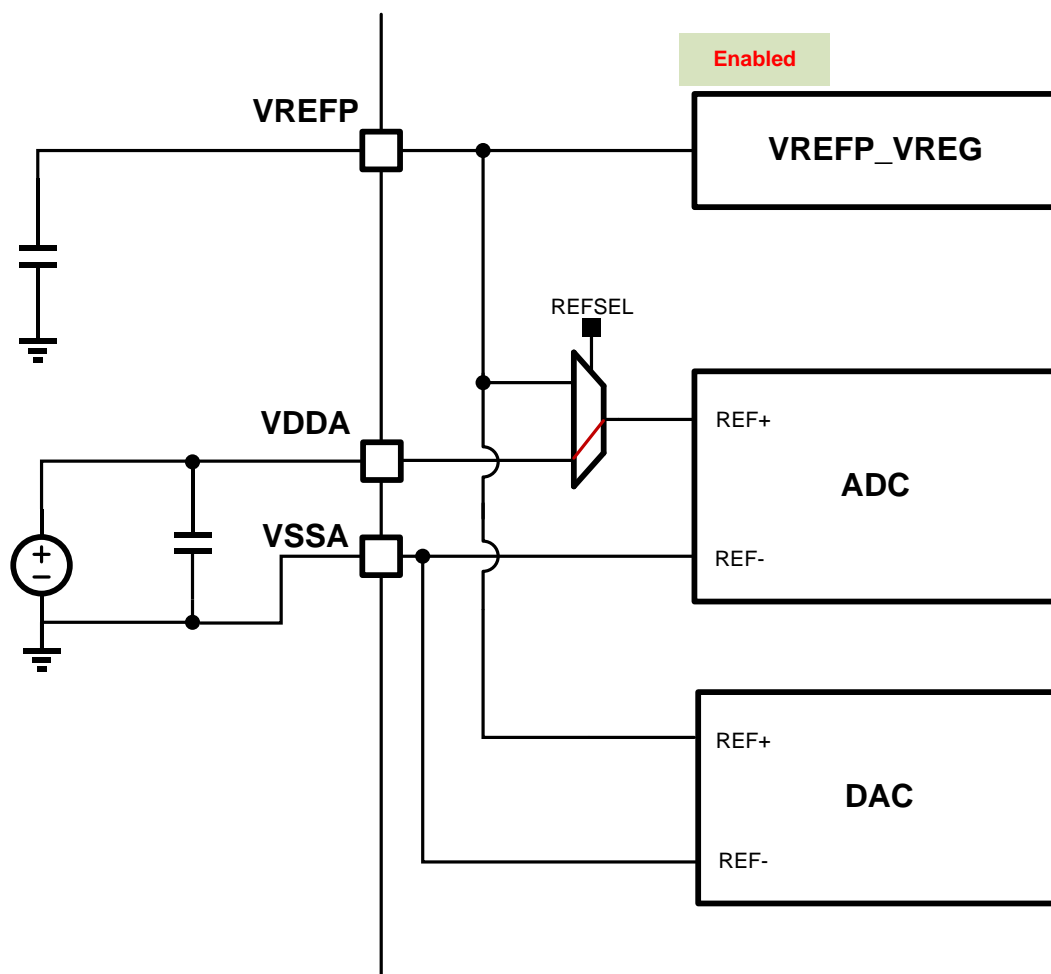 Enabled
VREFP
VREFP_VREG
REFSEL
VDDA
REF+
ADC
VSSA
REF-
REF+
DAC
REF-